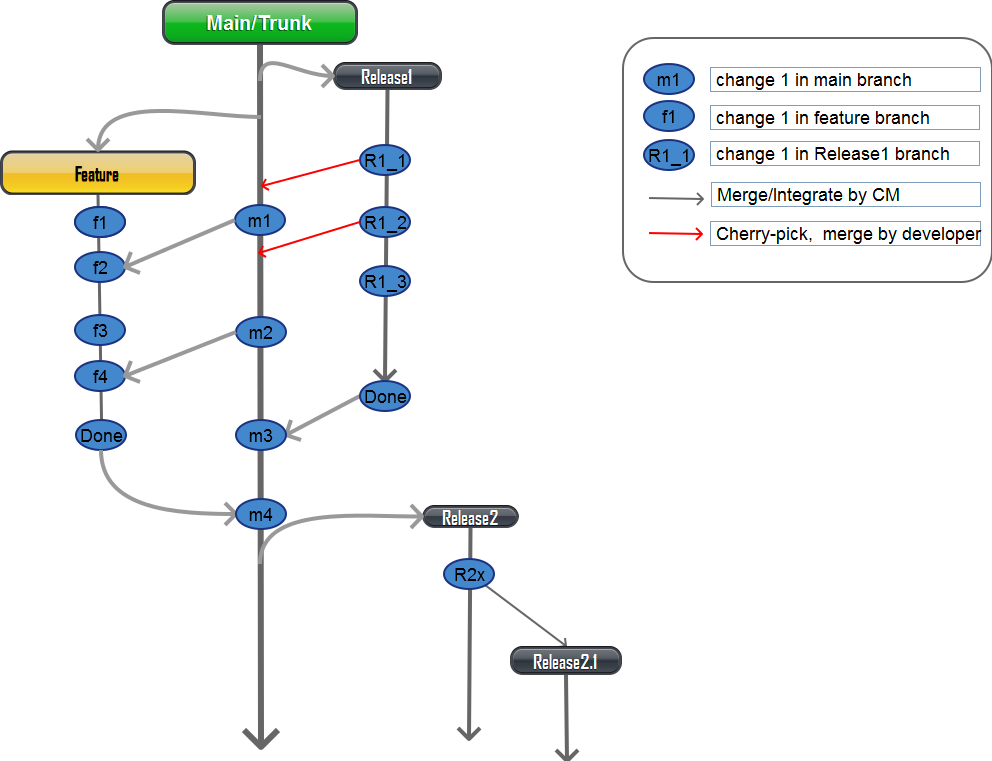 Main/Trunk
Release1
m1
change 1 in main branch
f1
change 1 in feature branch
R1_1
change 1 in Release1 branch
Merge/Integrate by CM
Cherry-pick, merge by developer
Feature
R1_1
f1
m1
R1_2
f2
R1_3
f3
m2
f4
Done
Done
m3
m4
Release2
R2x
Release2.1